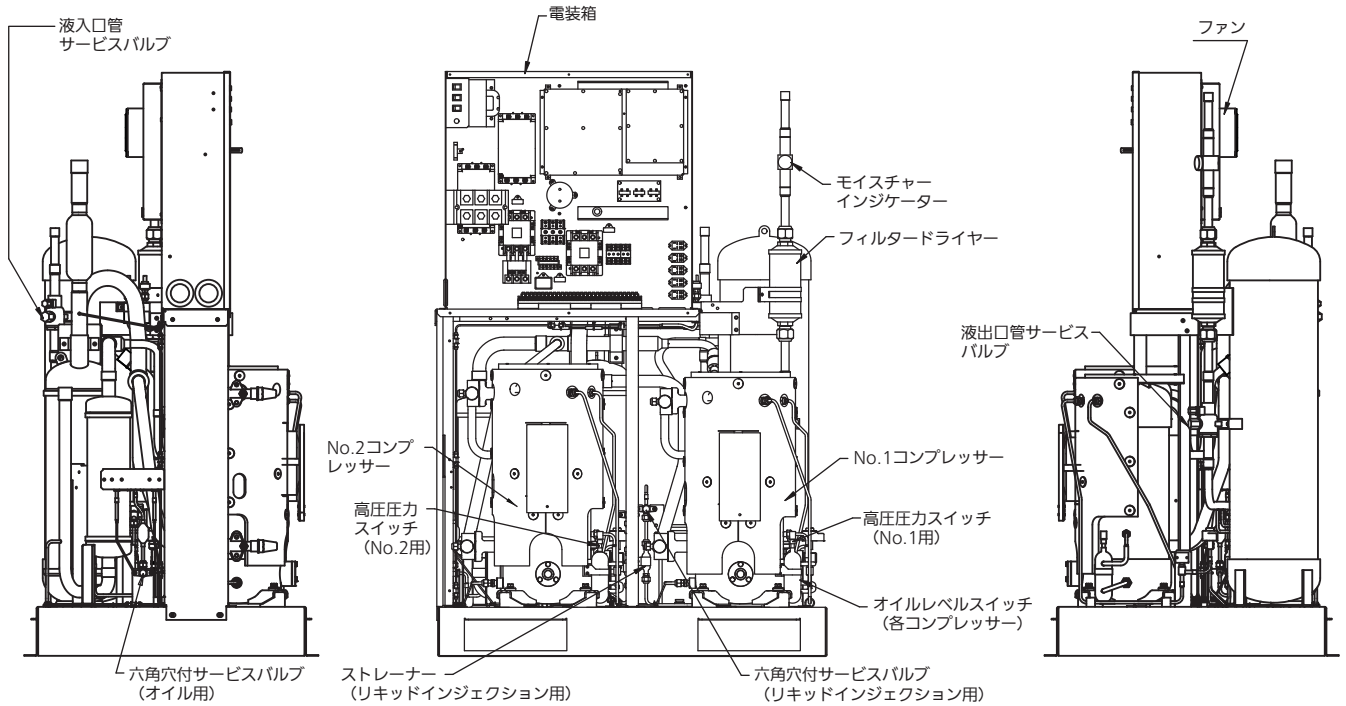 液入口管
サービスバルブ
電装箱
ファン
モイスチャー
インジケーター
フィルタードライヤー
液出口管サービス
バルブ
No.2コンプ
レッサー
No.1コンプレッサー
高圧圧力
スイッチ
（No.2用）
高圧圧力スイッチ
（No.1用）
オイルレベルスイッチ
（各コンプレッサー）
六角穴付サービスバルブ
（オイル用）
ストレーナー
（リキッドインジェクション用）
六角穴付サービスバルブ
（リキッドインジェクション用）